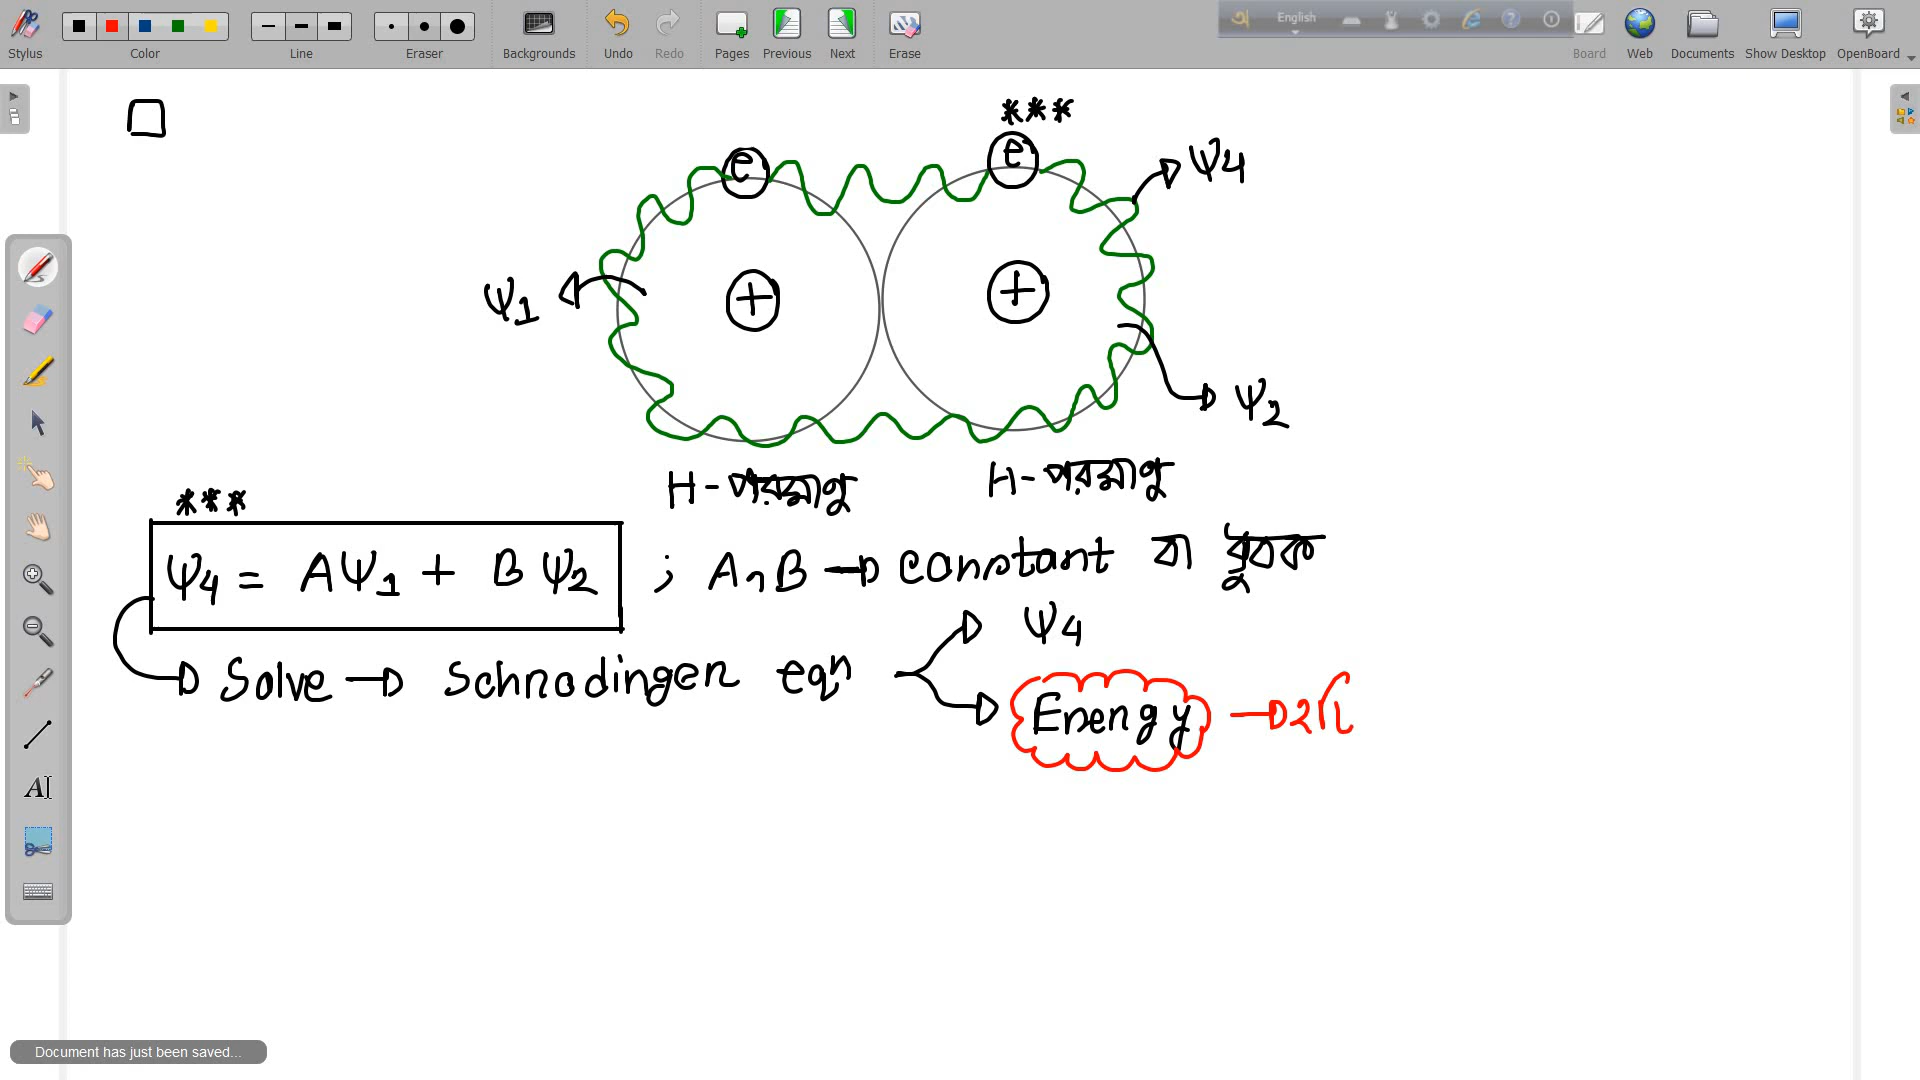 Stylus Color Line Eraser Backgrounds Undo Redo Pages Previous Next Erase English Board Web Documents Show Desktop OpenBoard
***
e e
ψ4
ψ1 + +
ψ2
H-পরমাণু H-পরমাণু
***
ψ4 = Aψ1 + Bψ2 ; A, B → constant বা ধ্রুবক
ψ4
Solve → Schrodinger eqn
Energy → 2টি
Document has just been saved...